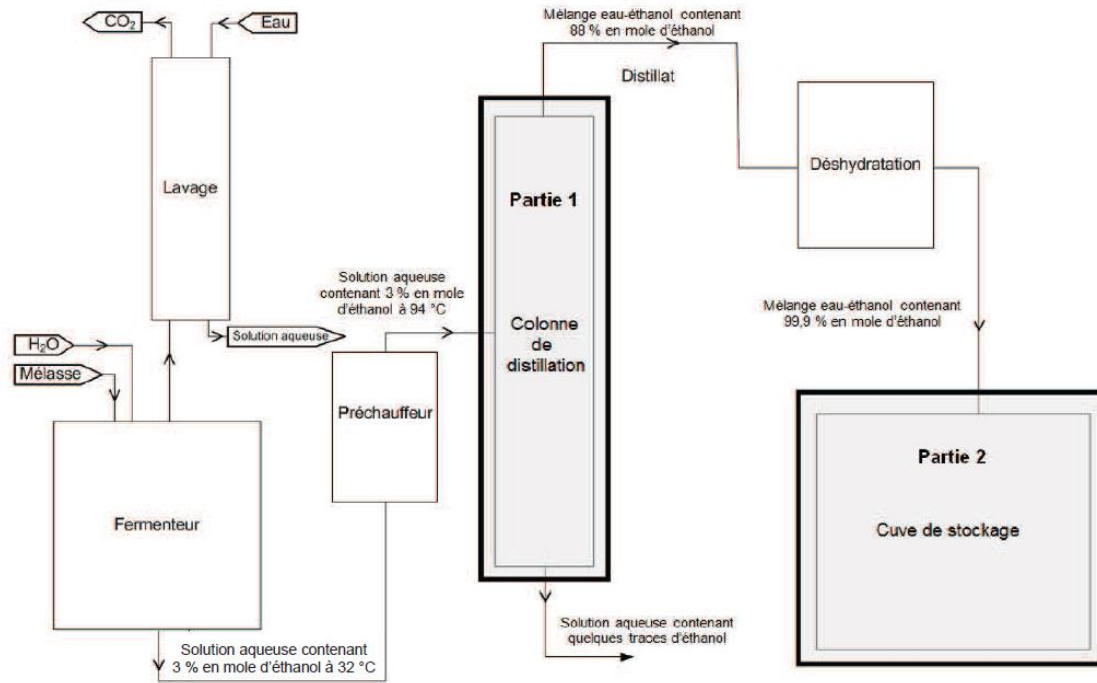 CO₂
Eau
Lavage
Solution aqueuse
H₂O
Mélasse
Fermenteur
Solution aqueuse contenant
3 % en mole d'éthanol à 32 °C
Préchauffeur
Solution aqueuse
contenant 3 % en mole
d'éthanol à 94 °C
Partie 1
Colonne
de
distillation
Solution aqueuse contenant
quelques traces d'éthanol
Mélange eau-éthanol contenant
88 % en mole d'éthanol
Distillat
Déshydratation
Mélange eau-éthanol contenant
99,9 % en mole d'éthanol
Partie 2
Cuve de stockage